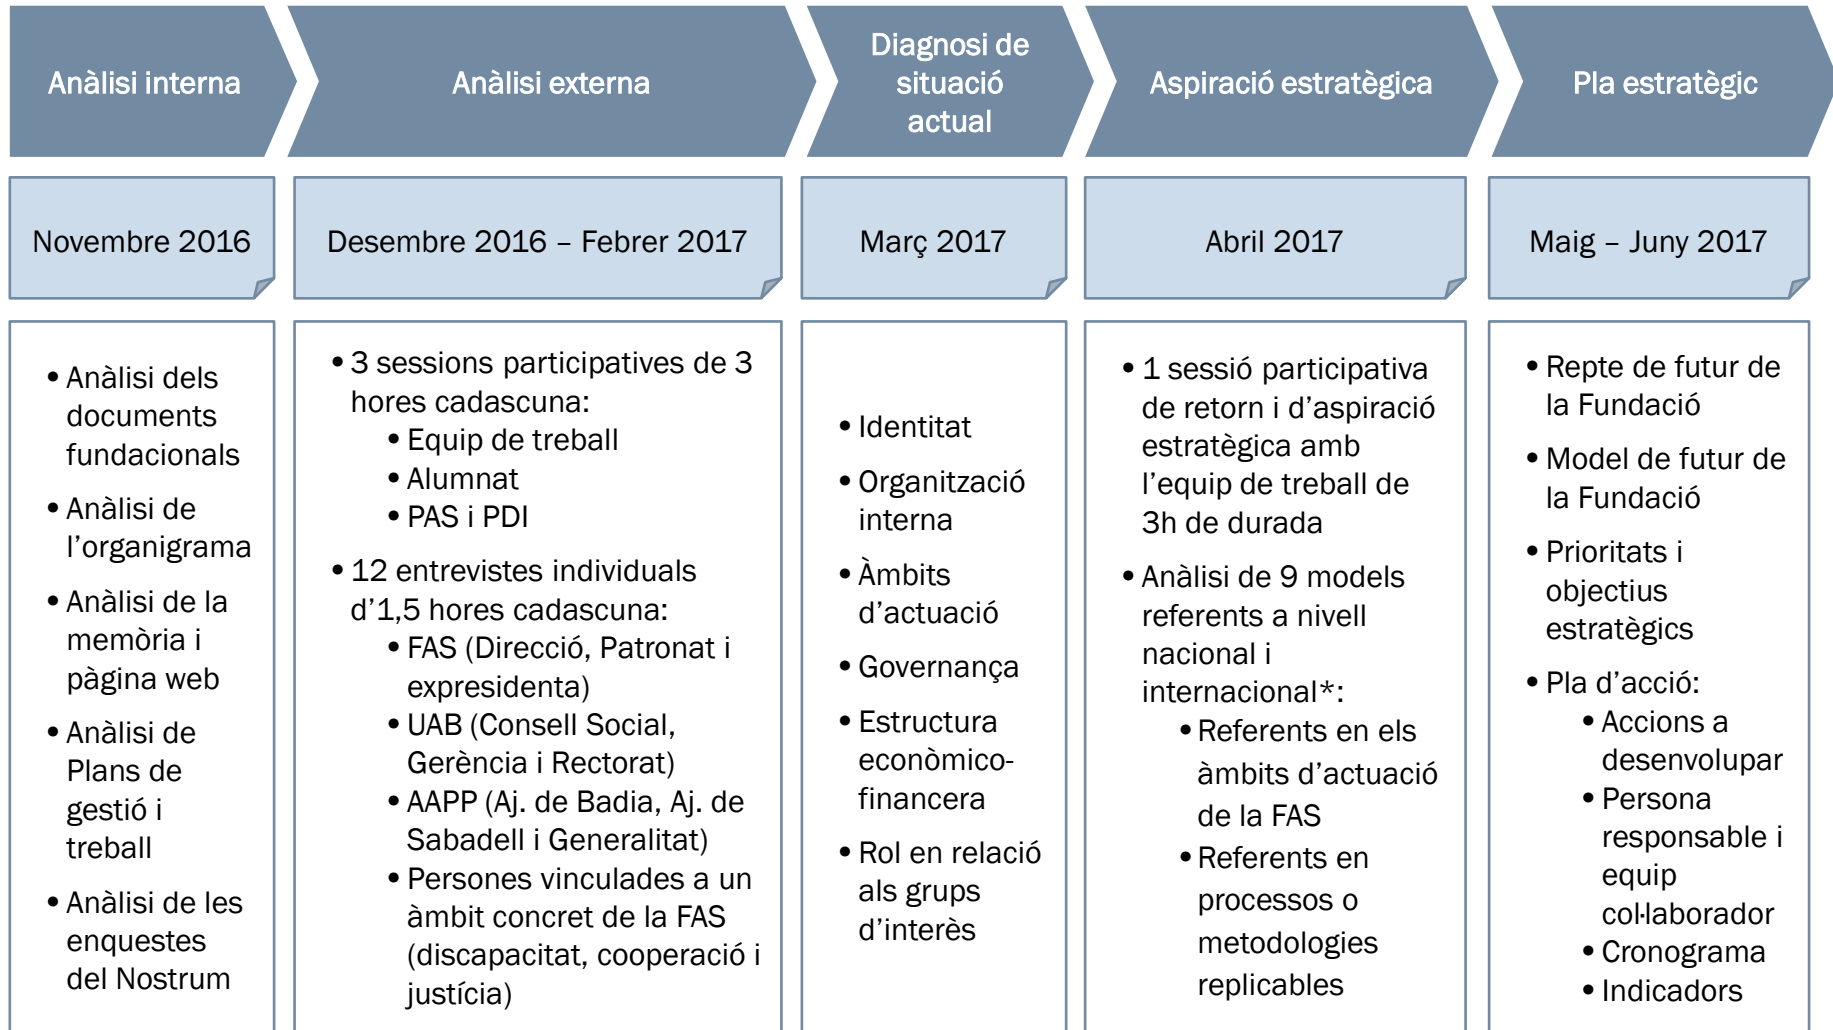 Anàlisi interna
Anàlisi externa
Diagnosi de
situació
actual
Aspiració estratègica
Pla estratègic
Novembre 2016
Desembre 2016 – Febrer 2017
Març 2017
Abril 2017
Maig – Juny 2017
• Anàlisi dels
documents
fundacionals
• Anàlisi de
l’organigrama
• Anàlisi de la
memòria i
pàgina web
• Anàlisi de
Plans de
gestió i
treball
• Anàlisi de les
enquestes
del Nostrum
• 3 sessions participatives de 3
hores cadascuna:
• Equip de treball
• Alumnat
• PAS i PDI
• 12 entrevistes individuals
d’1,5 hores cadascuna:
• FAS (Direcció, Patronat i
expresidenta)
• UAB (Consell Social,
Gerència i Rectorat)
• AAPP (Aj. de Badia, Aj. de
Sabadell i Generalitat)
• Persones vinculades a un
àmbit concret de la FAS
(discapacitat, cooperació i
justícia)
• Identitat
• Organització
interna
• Àmbits
d’actuació
• Governança
• Estructura
econòmico-
financera
• Rol en relació
als grups
d’interès
• 1 sessió participativa
de retorn i d’aspiració
estratègica amb
l’equip de treball de
3h de durada
• Anàlisi de 9 models
referents a nivell
nacional i
internacional*:
• Referents en els
àmbits d’actuació
de la FAS
• Referents en
processos o
metodologies
replicables
• Repte de futur de
la Fundació
• Model de futur de
la Fundació
• Prioritats i
objectius
estratègics
• Pla d’acció:
• Accions a
desenvolupar
• Persona
responsable i
equip
col·laborador
• Cronograma
• Indicadors